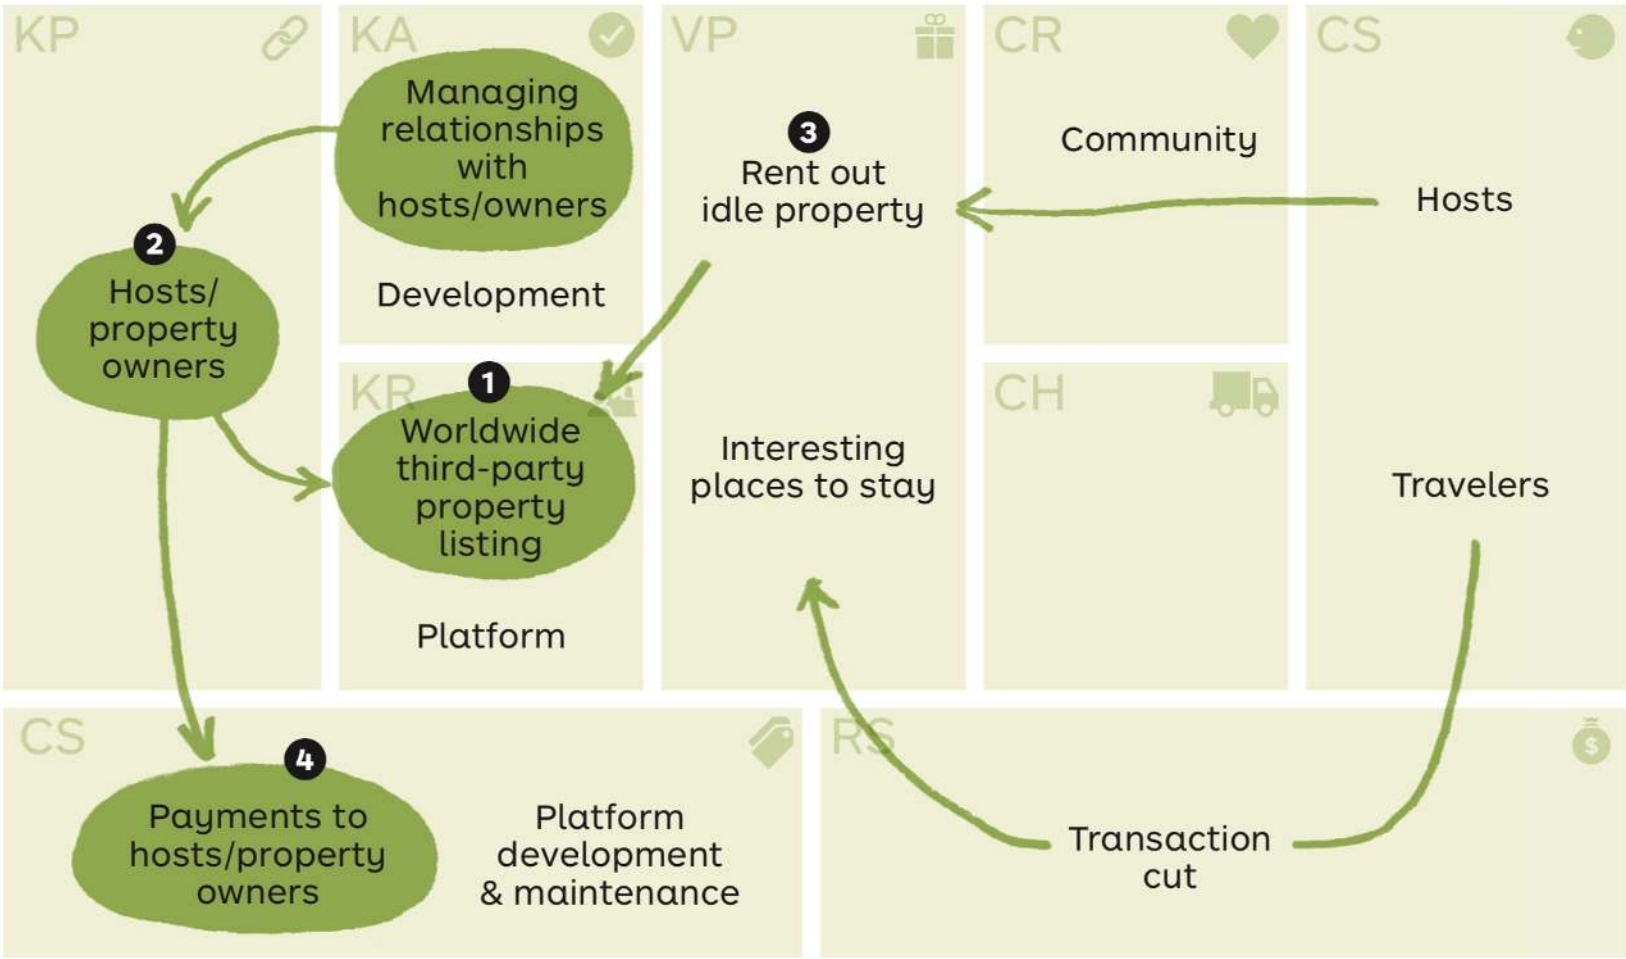 KP
KA
VP
CR
CS
Managing
relationships
with
hosts/owners
Development
2
Hosts/
property
owners
KR
1
Worldwide
third-party
property
listing
Platform
3
Rent out
idle property
Interesting
places to stay
Community
CH
Hosts
Travelers
CS
4
Payments to
hosts/property
owners
Platform
development
& maintenance
RS
$
Transaction
cut